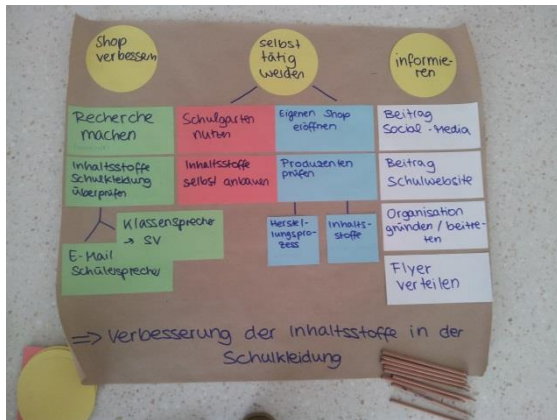 Shop
verbessern
selbst
tätig
werden
informie-
ren
Recherche
machen
Inhaltsstoffe
Schulkleidung
überprüfen
Klassensprecher
→ SV
E-Mail
Schülersprecher
Schulgarten
nutzen
Inhaltsstoffe
selbst anbauen
Eigenen Shop
eröffnen
Produzenten
prüfen
Herstel-
lungspro-
zess
Inhalts-
stoffe
Beitrag
Social-Media
Beitrag
Schulwebsite
Organisation
gründen / beitre-
ten
Flyer
verteilen
=> Verbesserung der Inhaltsstoffe in der
Schulkleidung